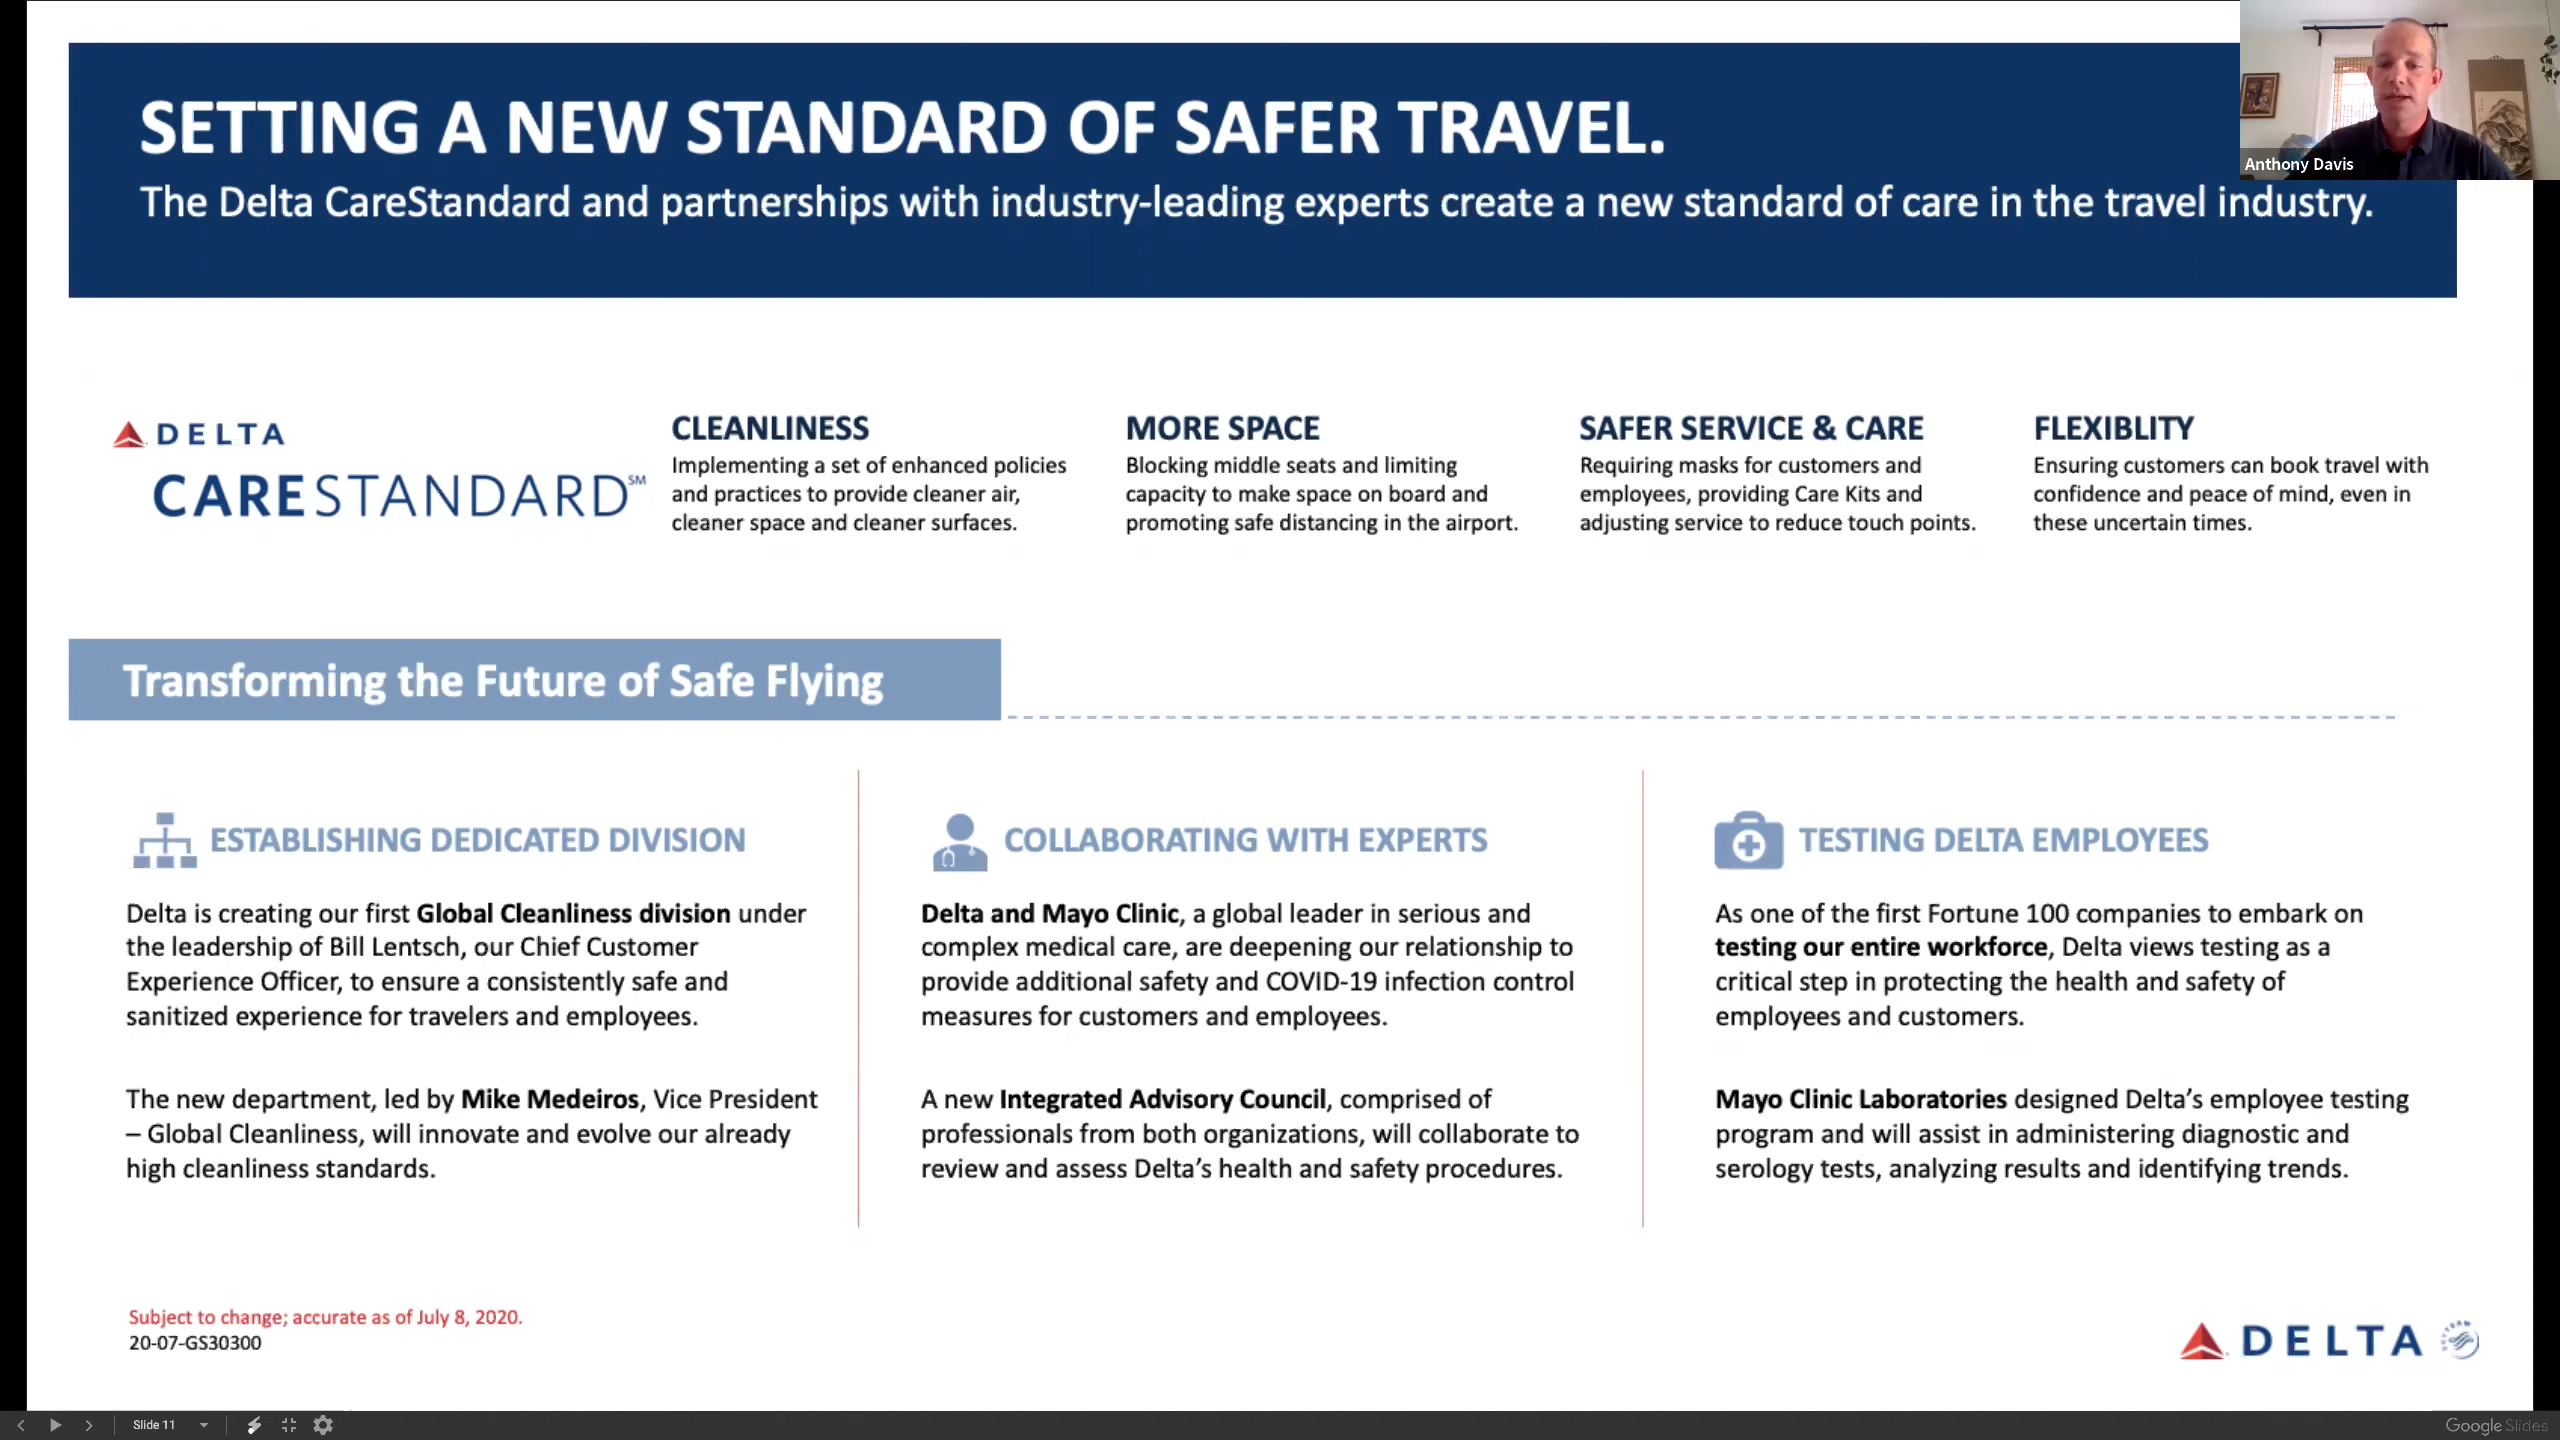 SETTING A NEW STANDARD OF SAFER TRAVEL.
The Delta CareStandard and partnerships with industry-leading experts create a new standard of care in the travel industry.
Anthony Davis
DELTA
CARESTANDARD℠
CLEANLINESS
Implementing a set of enhanced policies
and practices to provide cleaner air,
cleaner space and cleaner surfaces.
MORE SPACE
Blocking middle seats and limiting
capacity to make space on board and
promoting safe distancing in the airport.
SAFER SERVICE & CARE
Requiring masks for customers and
employees, providing Care Kits and
adjusting service to reduce touch points.
FLEXIBLITY
Ensuring customers can book travel with
confidence and peace of mind, even in
these uncertain times.
Transforming the Future of Safe Flying
ESTABLISHING DEDICATED DIVISION
Delta is creating our first Global Cleanliness division under
the leadership of Bill Lentsch, our Chief Customer
Experience Officer, to ensure a consistently safe and
sanitized experience for travelers and employees.
The new department, led by Mike Medeiros, Vice President
– Global Cleanliness, will innovate and evolve our already
high cleanliness standards.
COLLABORATING WITH EXPERTS
Delta and Mayo Clinic, a global leader in serious and
complex medical care, are deepening our relationship to
provide additional safety and COVID-19 infection control
measures for customers and employees.
A new Integrated Advisory Council, comprised of
professionals from both organizations, will collaborate to
review and assess Delta’s health and safety procedures.
TESTING DELTA EMPLOYEES
As one of the first Fortune 100 companies to embark on
testing our entire workforce, Delta views testing as a
critical step in protecting the health and safety of
employees and customers.
Mayo Clinic Laboratories designed Delta’s employee testing
program and will assist in administering diagnostic and
serology tests, analyzing results and identifying trends.
Subject to change; accurate as of July 8, 2020.
20-07-GS30300
DELTA
Slide 11
Google Slides